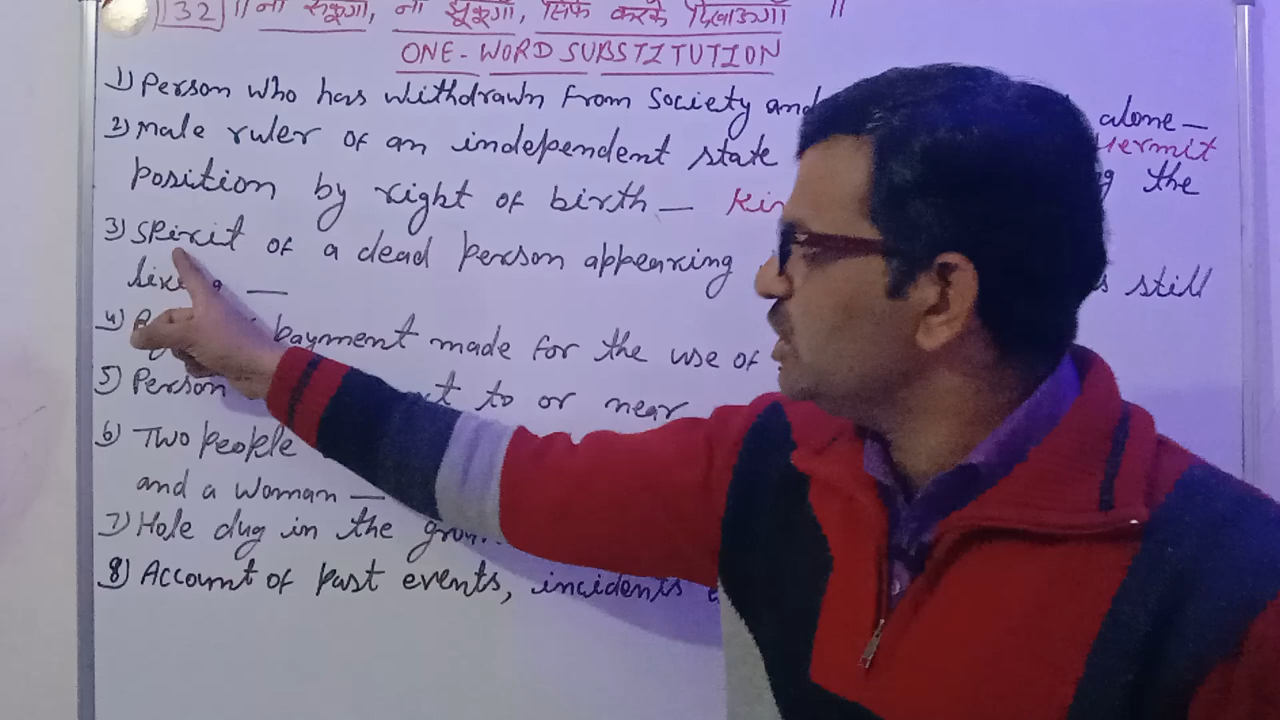 132 || ना रुकूंगा, ना झुकूंगा, सिर्फ करके दिखाऊंगा ||
ONE-WORD SUBSTITUTION
1) Person who has withdrawn from society and alone-
Hermit
2) Male ruler of an independent state the
position by right of birth - Kin
3) Spirit of a dead person appearing still
4) payment made for the use of
5) Person to or near
6) Two people
and a woman -
7) Hole dug in the
8) Account of past events, incidents